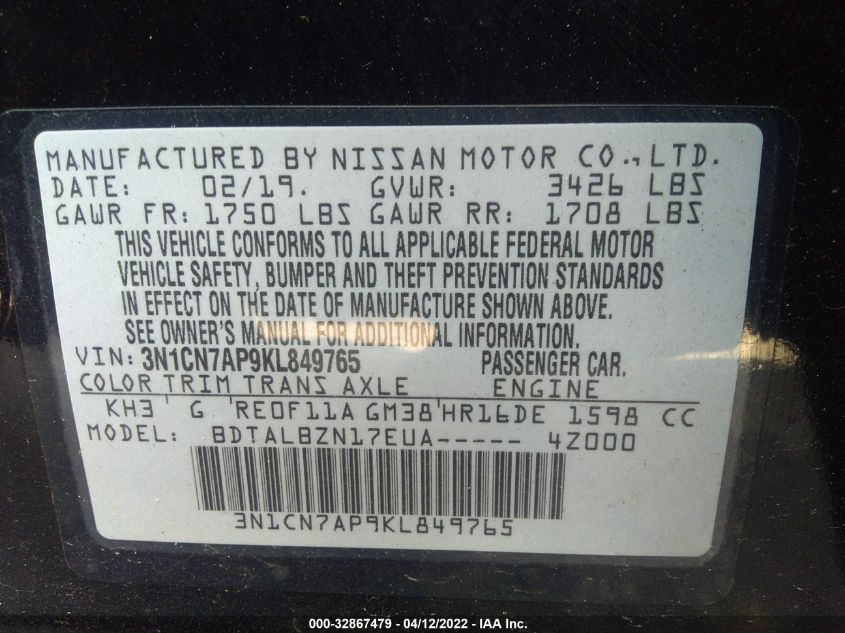 MANUFACTURED BY NISSAN MOTOR CO.,LTD.
DATE: 02/19. GVWR: 3426 LBS
GAWR FR: 1750 LBS GAWR RR: 1708 LBS
THIS VEHICLE CONFORMS TO ALL APPLICABLE FEDERAL MOTOR
VEHICLE SAFETY, BUMPER AND THEFT PREVENTION STANDARDS
IN EFFECT ON THE DATE OF MANUFACTURE SHOWN ABOVE.
SEE OWNER'S MANUAL FOR ADDITIONAL INFORMATION.
VIN: 3N1CN7AP9KL849765 PASSENGER CAR.
COLOR TRIM TRANS AXLE ENGINE
KH3 G RE0F11A GM38 HR16DE 1598 CC
MODEL: BDTALBZN17EUA----- 4Z000
3N1CN7AP9KL849765
000-32867479 - 04/12/2022 - IAA Inc.